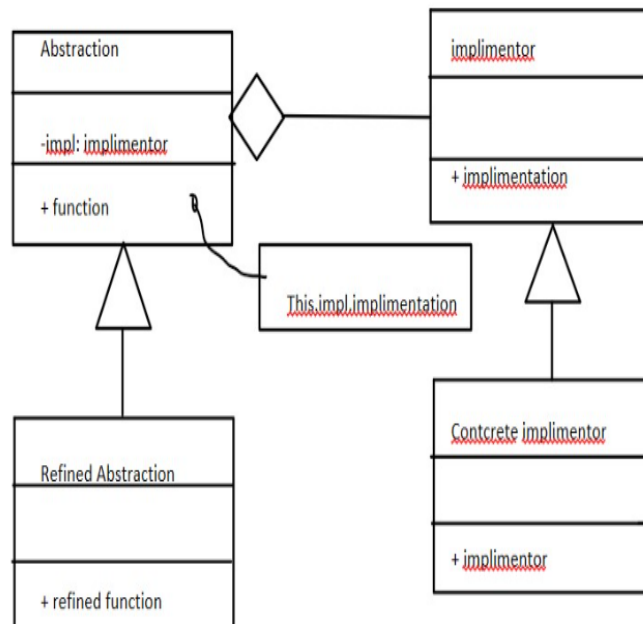 Abstraction
-impl: implimentor
+ function
implimentor
+ implimentation
This.impl.implimentation
Refined Abstraction
+ refined function
Contcrete implimentor
+ implimentor